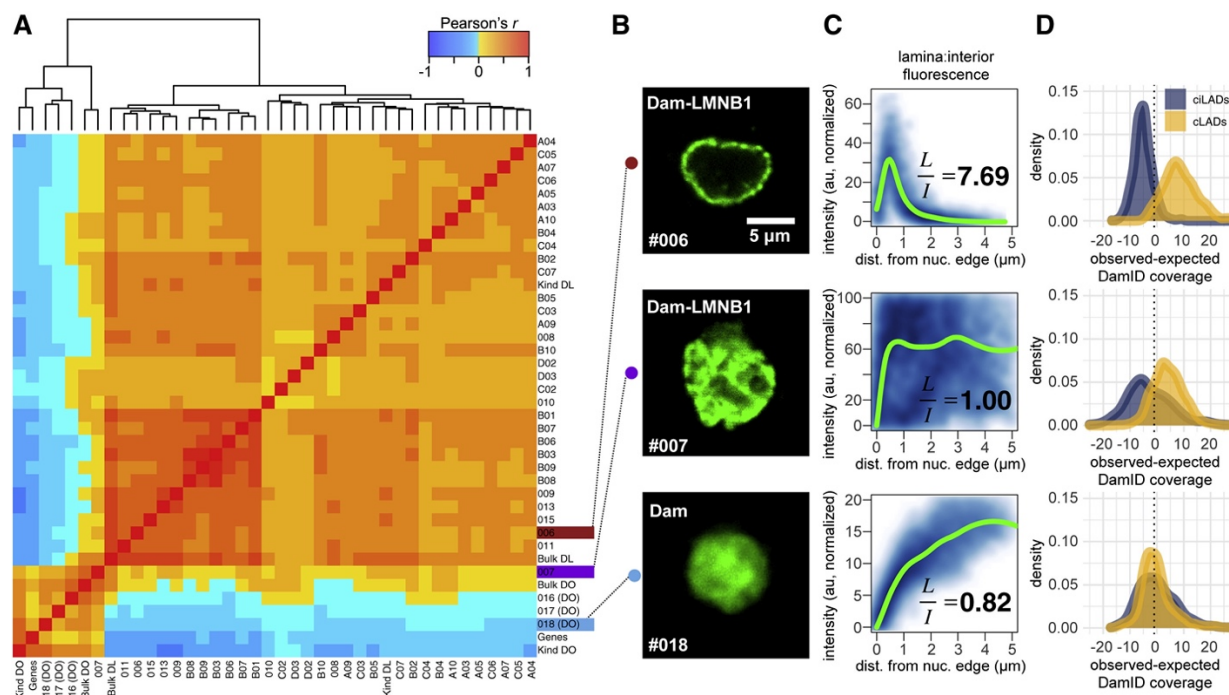 A
Pearson's r
-1 0 1
A04
C05
A07
C06
A05
A03
A10
B04
C04
B02
C07
Kind DL
B05
C03
A09
008
B10
D02
D03
C02
010
B01
B07
B06
B03
B09
B08
009
013
015
006
011
Bulk DL
007
Bulk DO
016 (DO)
017 (DO)
018 (DO)
Genes
Kind DO
Kind DO
Genes
18 (DO)
17 (DO)
16 (DO)
Bulk DO
007
Bulk DL
011
006
015
013
009
B08
B09
B03
B06
B07
B01
010
C02
D03
D02
B10
008
A09
C03
B05
Kind DL
C07
B02
C04
B04
A10
A03
A05
C06
A07
C05
A04
B
Dam-LMNB1
5 µm
#006
Dam-LMNB1
#007
Dam
#018
C
lamina:interior
fluorescence
intensity (au, normalized)
60
40
20
0
L/I = 7.69
0 1 2 3 4 5
dist. from nuc. edge (µm)
intensity (au, normalized)
100
60
40
0
L/I = 1.00
0 1 2 3 4 5
dist. from nuc. edge (µm)
intensity (au, normalized)
20
15
10
5
0
L/I = 0.82
0 1 2 3 4 5
dist. from nuc. edge (µm)
D
ciLADs
cLADs
density
0.15
0.10
0.05
0.00
-20 -10 0 10 20
observed-expected
DamID coverage
density
0.15
0.10
0.05
0.00
-20 -10 0 10 20
observed-expected
DamID coverage
density
0.15
0.10
0.05
0.00
-20 -10 0 10 20
observed-expected
DamID coverage